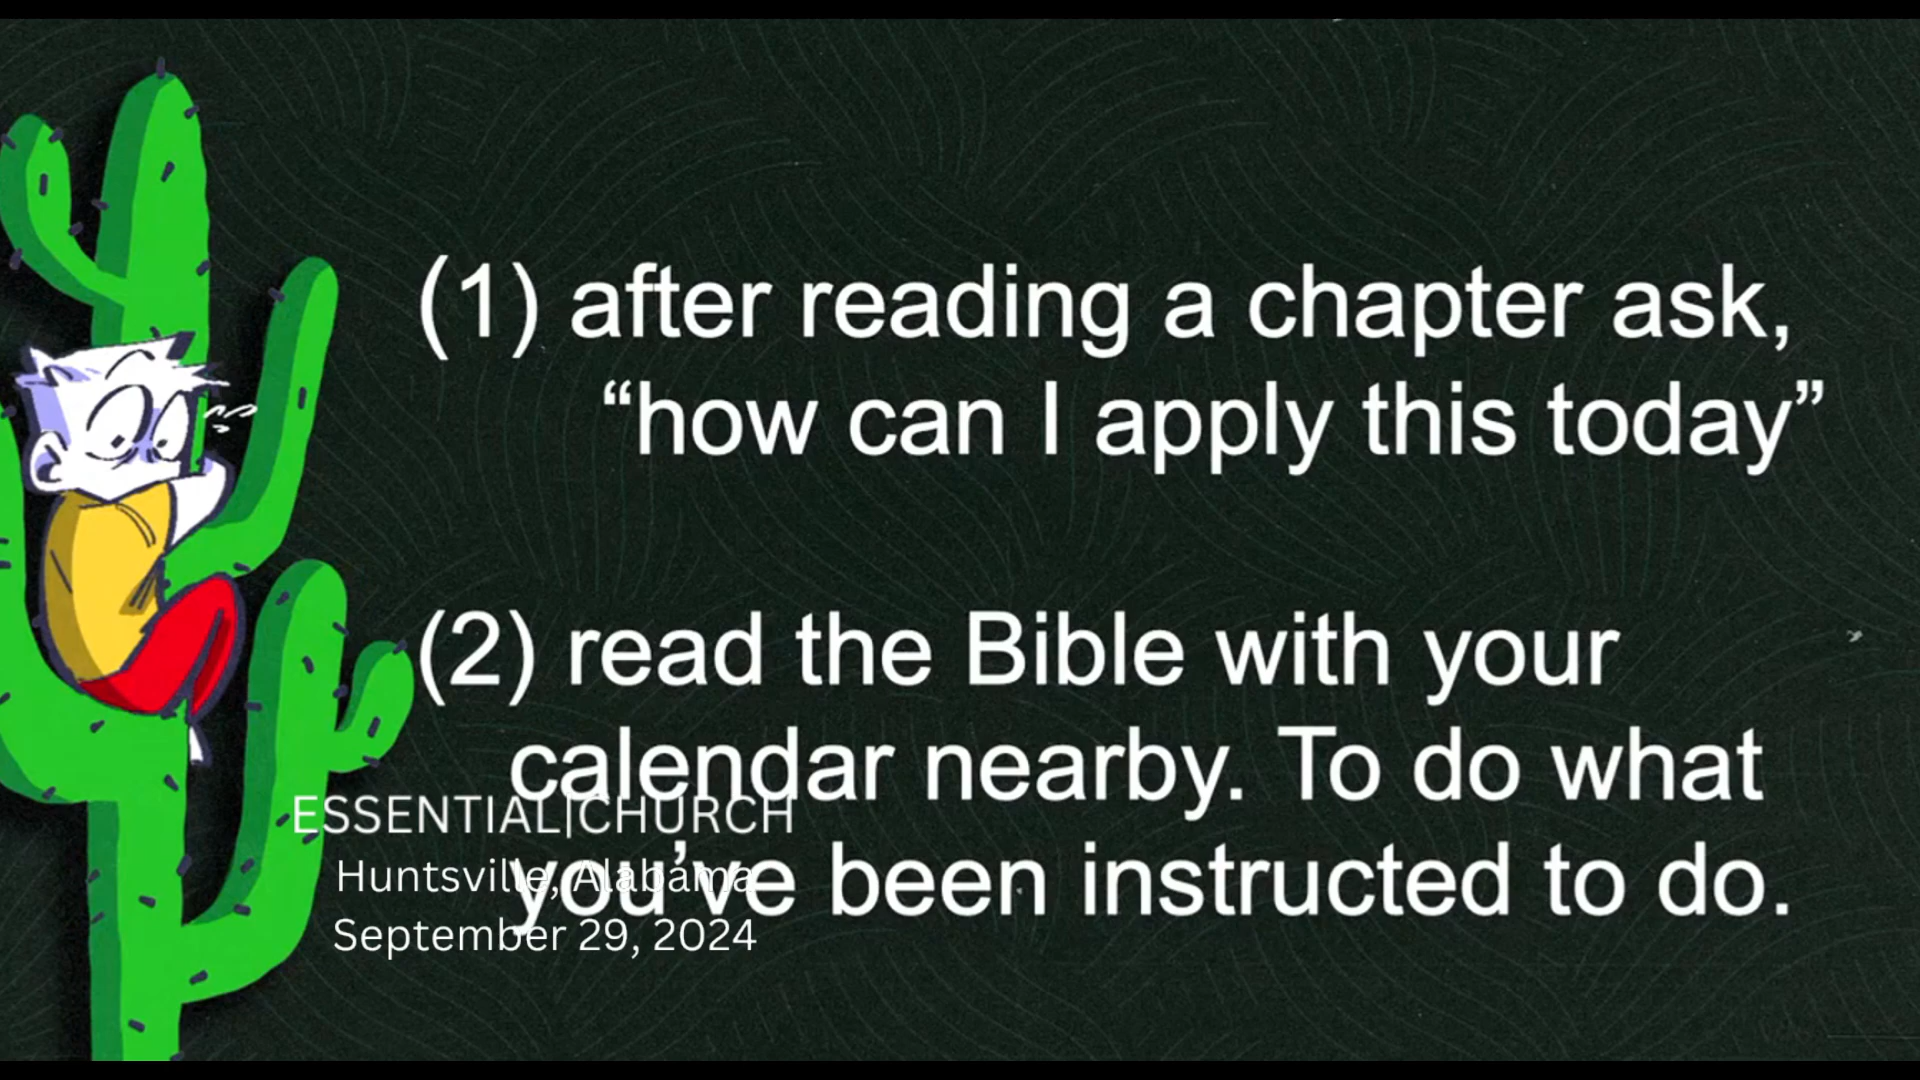 (1) after reading a chapter ask,
“how can I apply this today”
(2) read the Bible with your
calendar nearby. To do what
you’ve been instructed to do.
ESSENTIAL|CHURCH
Huntsville, Alabama
September 29, 2024